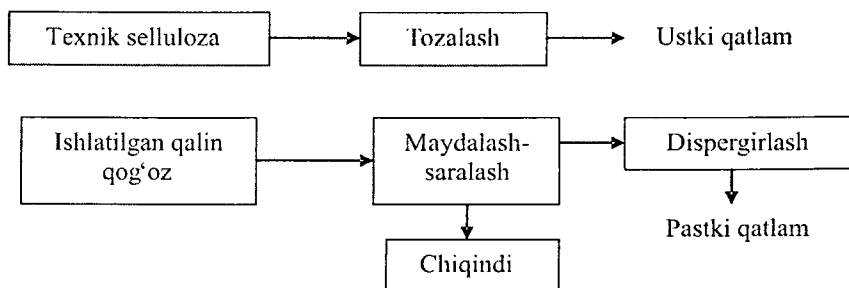 Texnik selluloza
Tozalash
Ustki qatlam
Ishlatilgan qalin
qog‘oz
Maydalash-
saralash
Dispergirlash
Pastki qatlam
Chiqindi